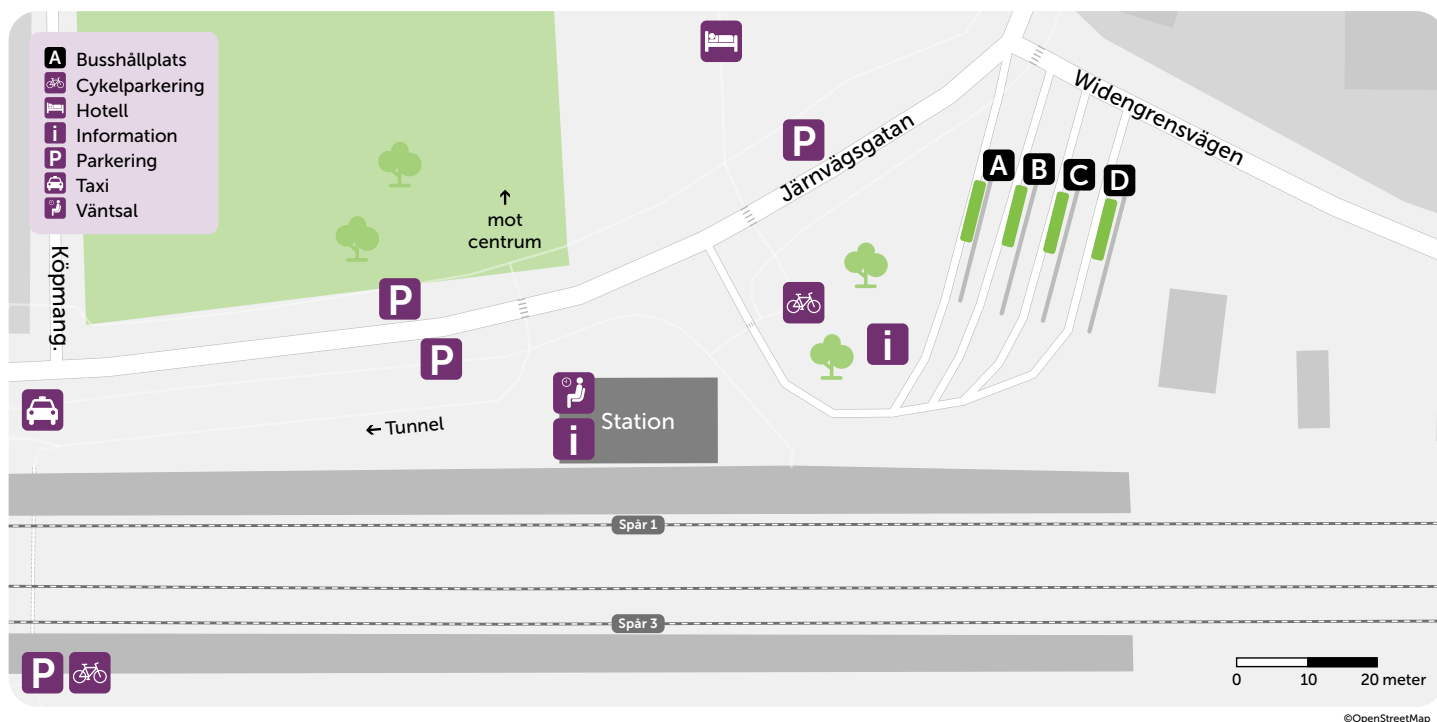 A Busshållplats
Cykelparkering
Hotell
i Information
P Parkering
Taxi
Väntsal
Köpmang.
mot
centrum
P
Järnvägsgatan
Widengrensvägen
A
B
C
D
P
P
i
← Tunnel
Station
i
Spår 1
Spår 3
P
0 10 20 meter
©OpenStreetMap